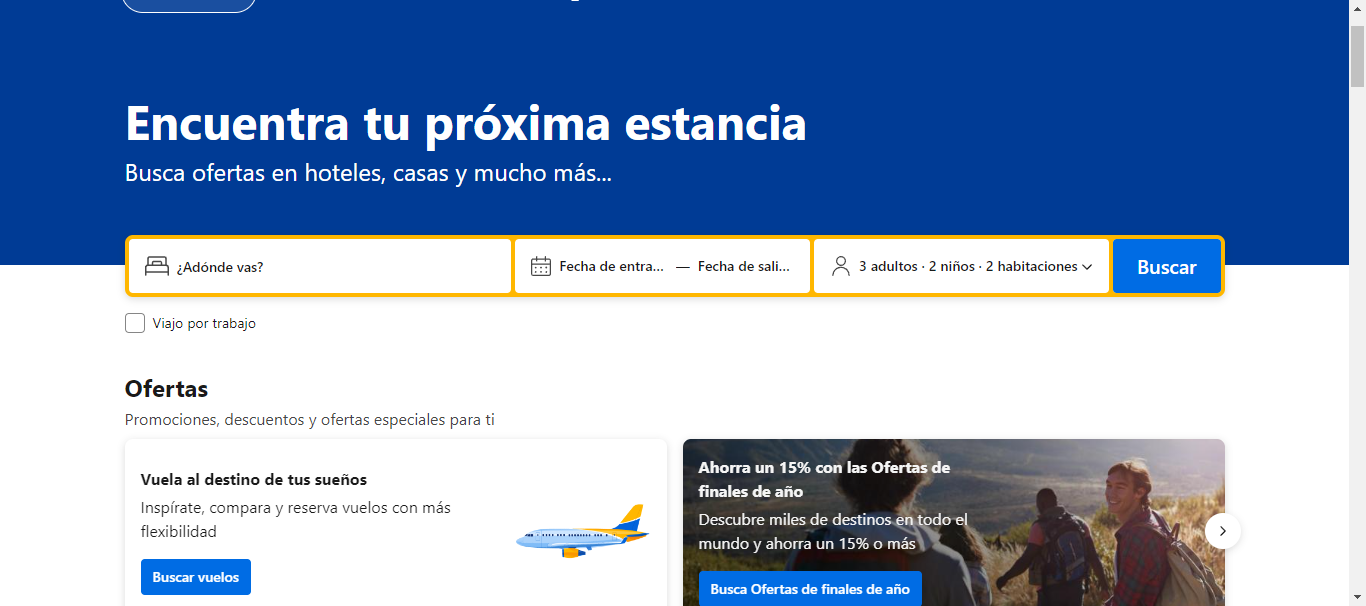 Encuentra tu próxima estancia
Busca ofertas en hoteles, casas y mucho más...
¿Adónde vas?
Fecha de entra... — Fecha de sali...
3 adultos · 2 niños · 2 habitaciones
Buscar
Viajo por trabajo
Ofertas
Promociones, descuentos y ofertas especiales para ti
Vuela al destino de tus sueños
Inspírate, compara y reserva vuelos con más
flexibilidad
Buscar vuelos
Ahorra un 15% con las Ofertas de
finales de año
Descubre miles de destinos en todo el
mundo y ahorra un 15% o más
Busca Ofertas de finales de año